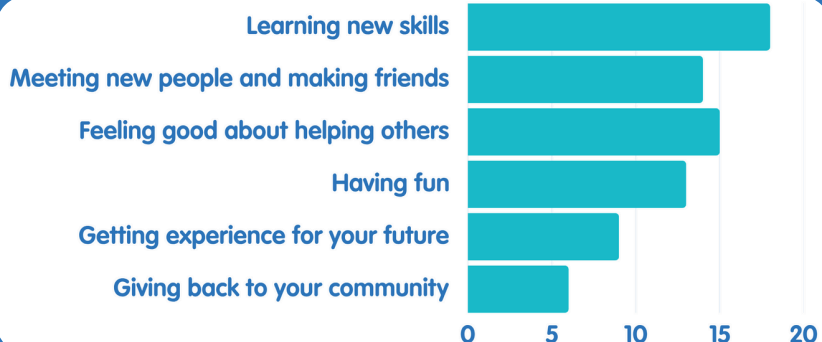 Learning new skills
Meeting new people and making friends
Feeling good about helping others
Having fun
Getting experience for your future
Giving back to your community
0 5 10 15 20